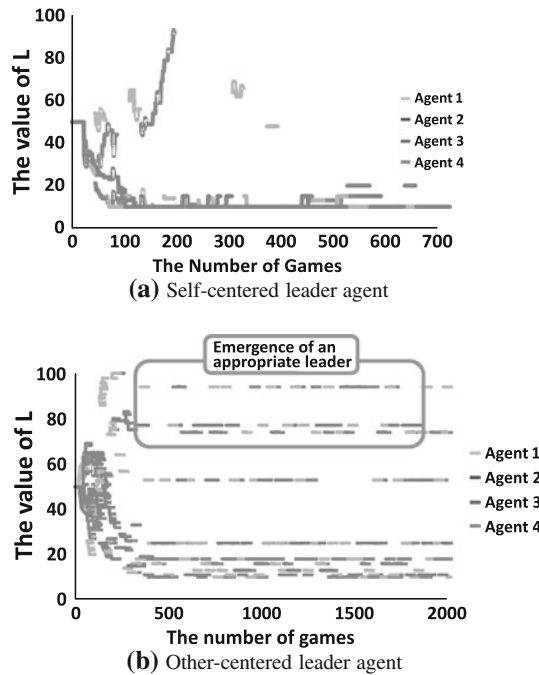 The value of L
100
80
60
40
20
0
0 100 200 300 400 500 600 700
The Number of Games
Agent 1
Agent 2
Agent 3
Agent 4
(a) Self-centered leader agent
Emergence of an
appropriate leader
The value of L
100
80
60
40
20
0
0 500 1000 1500 2000
The number of games
Agent 1
Agent 2
Agent 3
Agent 4
(b) Other-centered leader agent